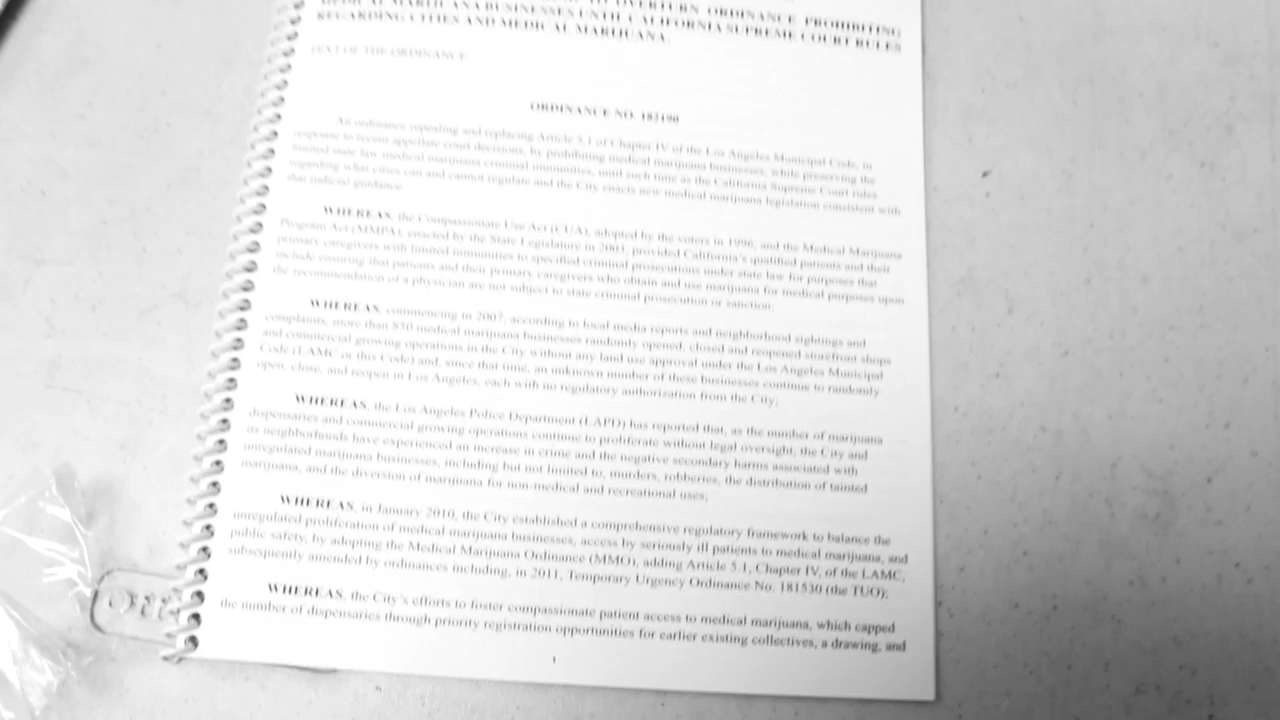 TO OVERTURN ORDINANCE PROHIBITING
MEDICAL MARIJUANA BUSINESSES UNTIL CALIFORNIA SUPREME COURT RULES
REGARDING CITIES AND MEDICAL MARIJUANA.
TEXT OF THE ORDINANCE:
ORDINANCE NO. 182190
An ordinance repealing and replacing Article 5.1 of Chapter IV of the Los Angeles Municipal Code, in
response to recent appellate court decisions, by prohibiting medical marijuana businesses, while preserving the
limited state law medical marijuana criminal immunities, until such time as the California Supreme Court rules
regarding what cities can and cannot regulate and the City enacts new medical marijuana legislation consistent with
that judicial guidance.
WHEREAS, the Compassionate Use Act (CUA), adopted by the voters in 1996, and the Medical Marijuana
Program Act (MMPA), enacted by the State Legislature in 2003, provided California's qualified patients and their
primary caregivers with limited immunities to specified criminal prosecutions under state law for purposes that
include ensuring that patients and their primary caregivers who obtain and use marijuana for medical purposes upon
the recommendation of a physician are not subject to state criminal prosecution or sanction;
WHEREAS, commencing in 2007, according to local media reports and neighborhood sightings and
complaints, more than 850 medical marijuana businesses randomly opened, closed and reopened storefront shops
and commercial growing operations in the City without any land use approval under the Los Angeles Municipal
Code (LAMC or this Code) and, since that time, an unknown number of these businesses continue to randomly
open, close, and reopen in Los Angeles, each with no regulatory authorization from the City;
WHEREAS, the Los Angeles Police Department (LAPD) has reported that, as the number of marijuana
dispensaries and commercial growing operations continue to proliferate without legal oversight, the City and
its neighborhoods have experienced an increase in crime and the negative secondary harms associated with
unregulated marijuana businesses, including but not limited to, murders, robberies, the distribution of tainted
marijuana, and the diversion of marijuana for non-medical and recreational uses;
WHEREAS, in January 2010, the City established a comprehensive regulatory framework to balance the
unregulated proliferation of medical marijuana businesses, access by seriously ill patients to medical marijuana, and
public safety, by adopting the Medical Marijuana Ordinance (MMO), adding Article 5.1, Chapter IV, of the LAMC,
subsequently amended by ordinances including, in 2011, Temporary Urgency Ordinance No. 181530 (the TUO);
WHEREAS, the City's efforts to foster compassionate patient access to medical marijuana, which capped
the number of dispensaries through priority registration opportunities for earlier existing collectives, a drawing, and
1